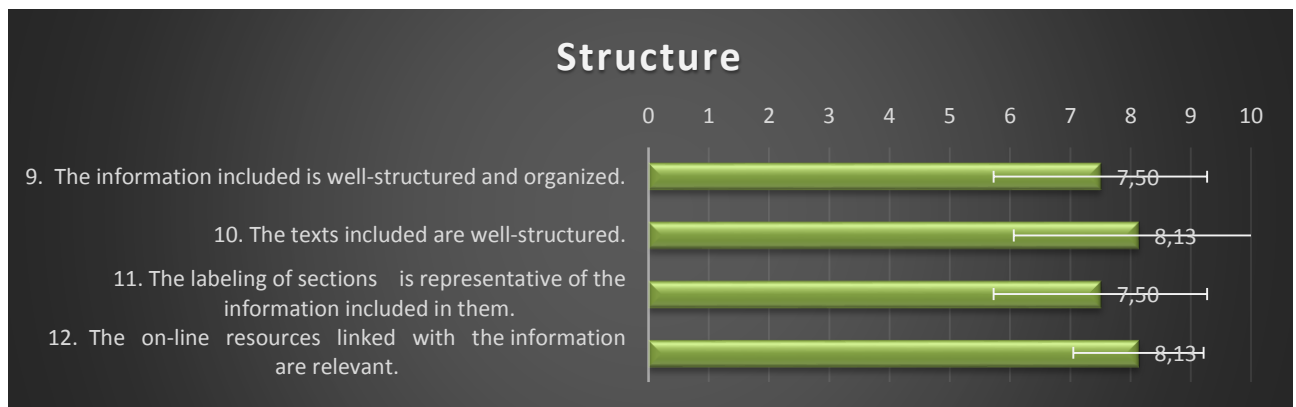 Structure
0 1 2 3 4 5 6 7 8 9 10
9. The information included is well-structured and organized.
7,50
10. The texts included are well-structured.
8,13
11. The labeling of sections is representative of the
information included in them.
7,50
12. The on-line resources linked with the information
are relevant.
8,13